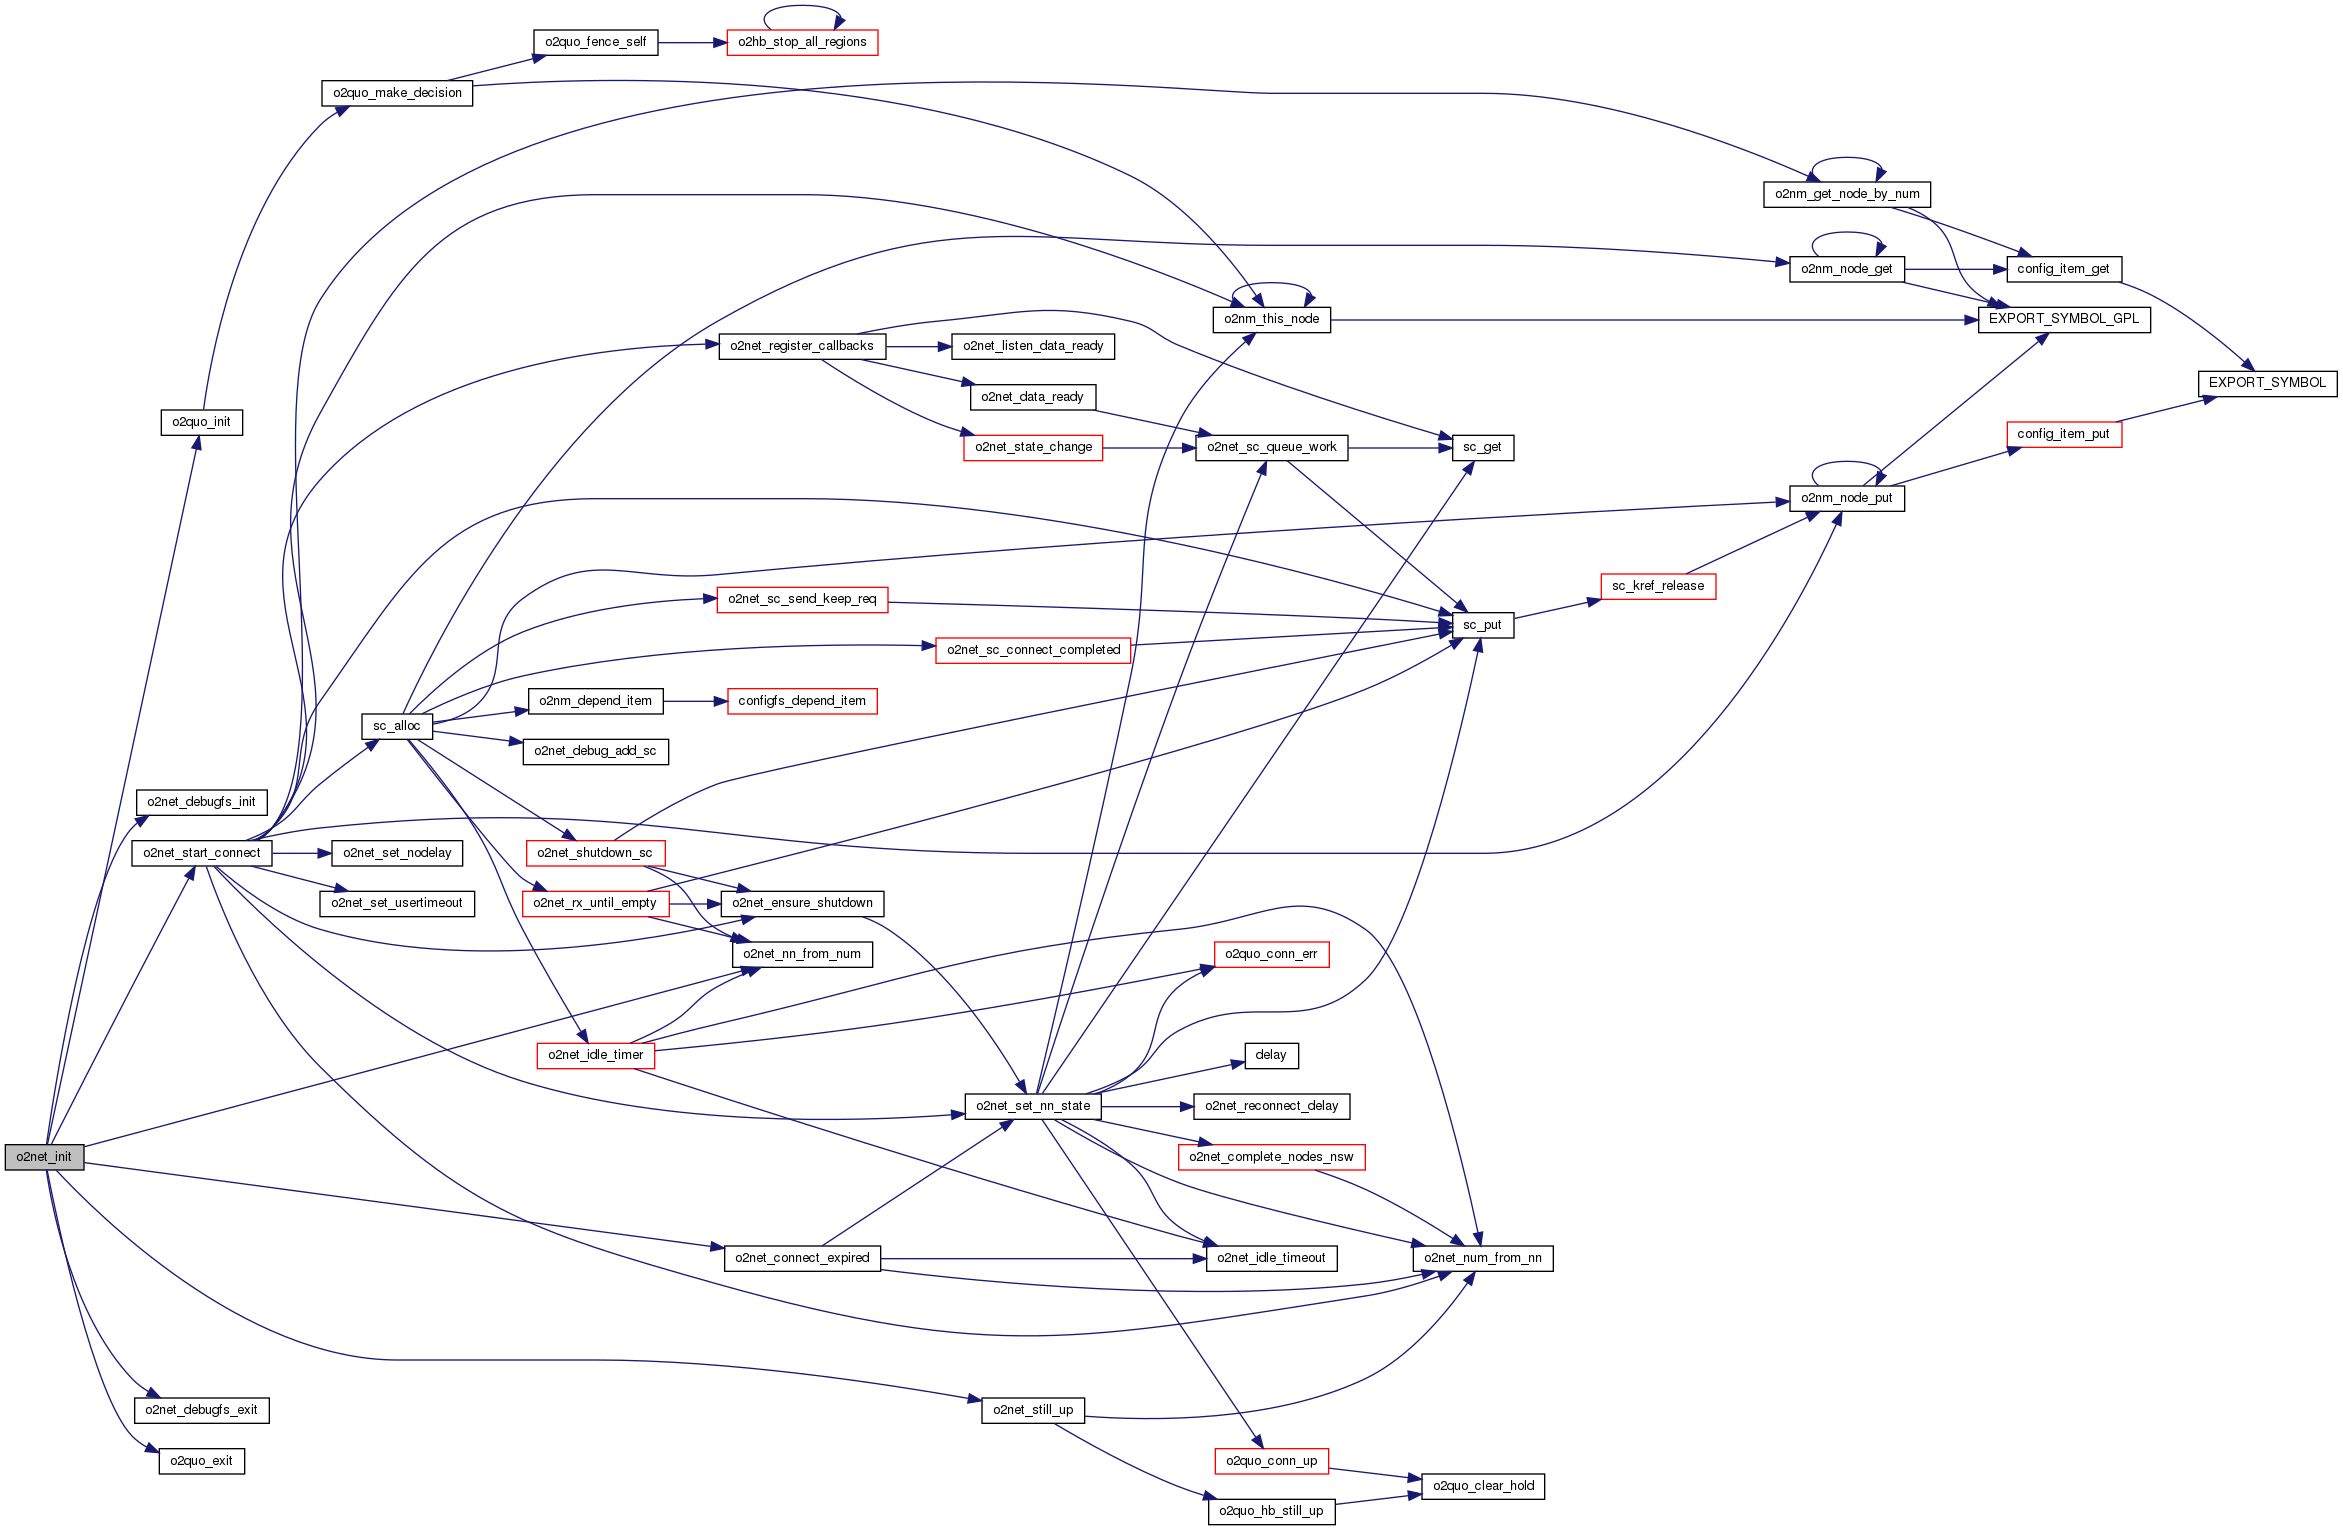 o2quo_fence_self
o2hb_stop_all_regions
o2quo_make_decision
o2nm_get_node_by_num
o2nm_node_get
config_item_get
o2nm_this_node
EXPORT_SYMBOL_GPL
o2net_register_callbacks
o2net_listen_data_ready
EXPORT_SYMBOL
o2net_data_ready
o2quo_init
config_item_put
o2net_state_change
o2net_sc_queue_work
sc_get
o2nm_node_put
sc_kref_release
o2net_sc_send_keep_req
sc_put
o2net_sc_connect_completed
o2nm_depend_item
configfs_depend_item
sc_alloc
o2net_debug_add_sc
o2net_debugfs_init
o2net_start_connect
o2net_set_nodelay
o2net_shutdown_sc
o2net_set_usertimeout
o2net_rx_until_empty
o2net_ensure_shutdown
o2net_nn_from_num
o2quo_conn_err
o2net_idle_timer
delay
o2net_set_nn_state
o2net_reconnect_delay
o2net_init
o2net_complete_nodes_nsw
o2net_connect_expired
o2net_idle_timeout
o2net_num_from_nn
o2net_debugfs_exit
o2net_still_up
o2quo_exit
o2quo_conn_up
o2quo_clear_hold
o2quo_hb_still_up